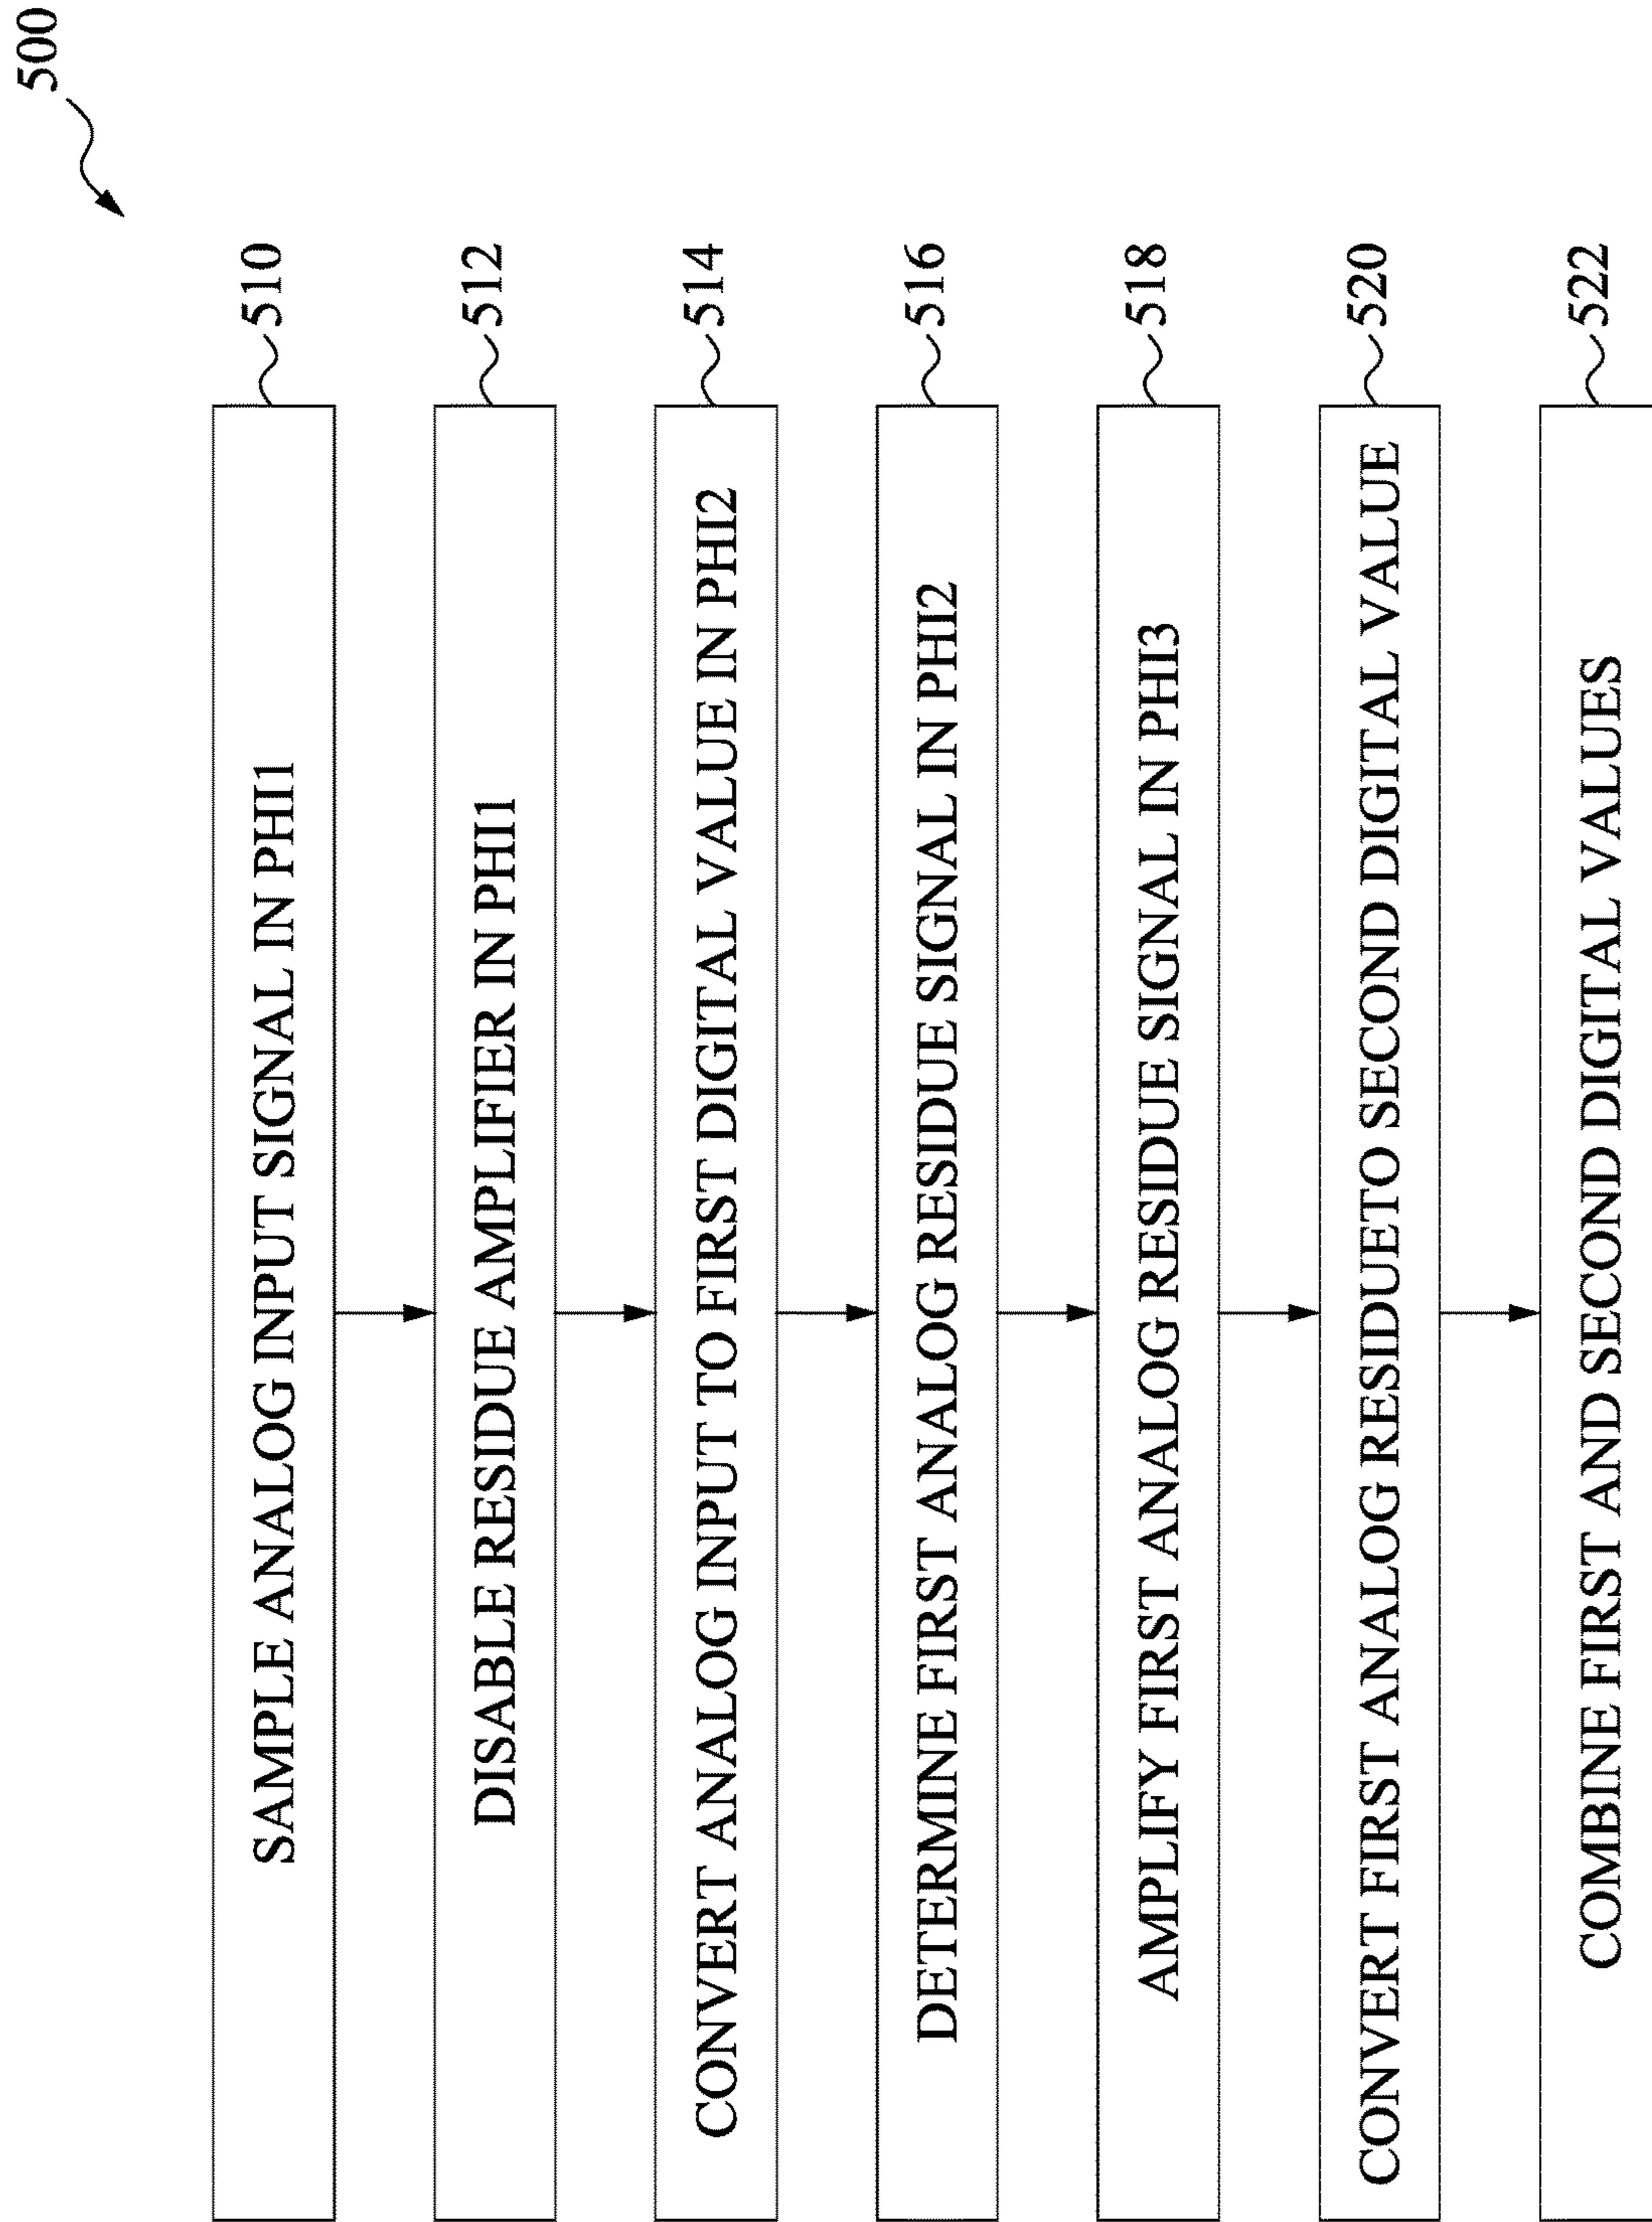 500
SAMPLE ANALOG INPUT SIGNAL IN PHI1
510
DISABLE RESIDUE AMPLIFIER IN PHI1
512
CONVERT ANALOG INPUT TO FIRST DIGITAL VALUE IN PHI2
514
DETERMINE FIRST ANALOG RESIDUE SIGNAL IN PHI2
516
AMPLIFY FIRST ANALOG RESIDUE SIGNAL IN PHI3
518
CONVERT FIRST ANALOG RESIDUETO SECOND DIGITAL VALUE
520
COMBINE FIRST AND SECOND DIGITAL VALUES
522